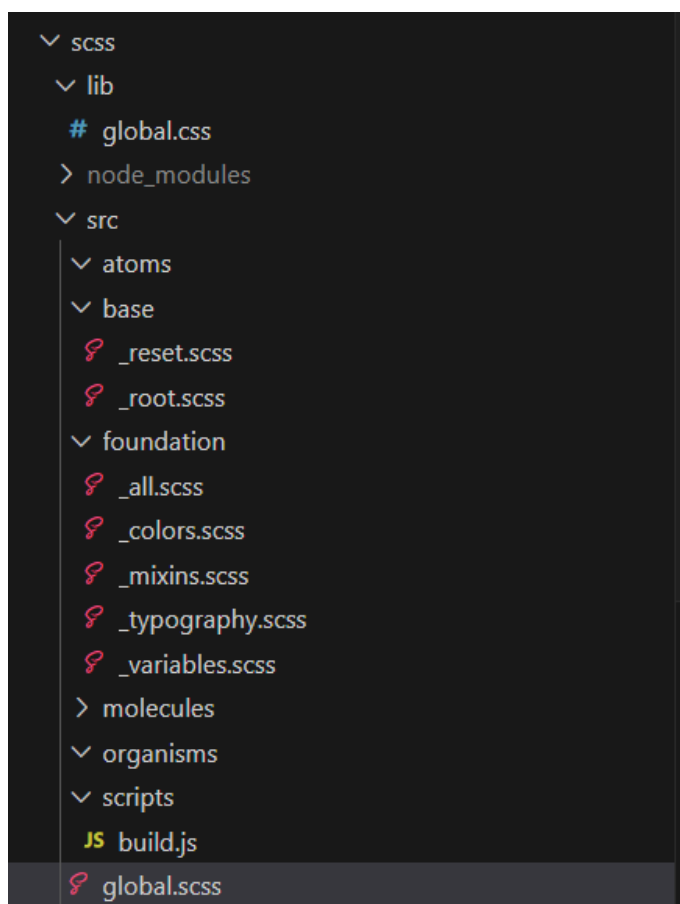 scss
lib
# global.css
node_modules
src
atoms
base
_reset.scss
_root.scss
foundation
_all.scss
_colors.scss
_mixins.scss
_typography.scss
_variables.scss
molecules
organisms
scripts
JS build.js
global.scss